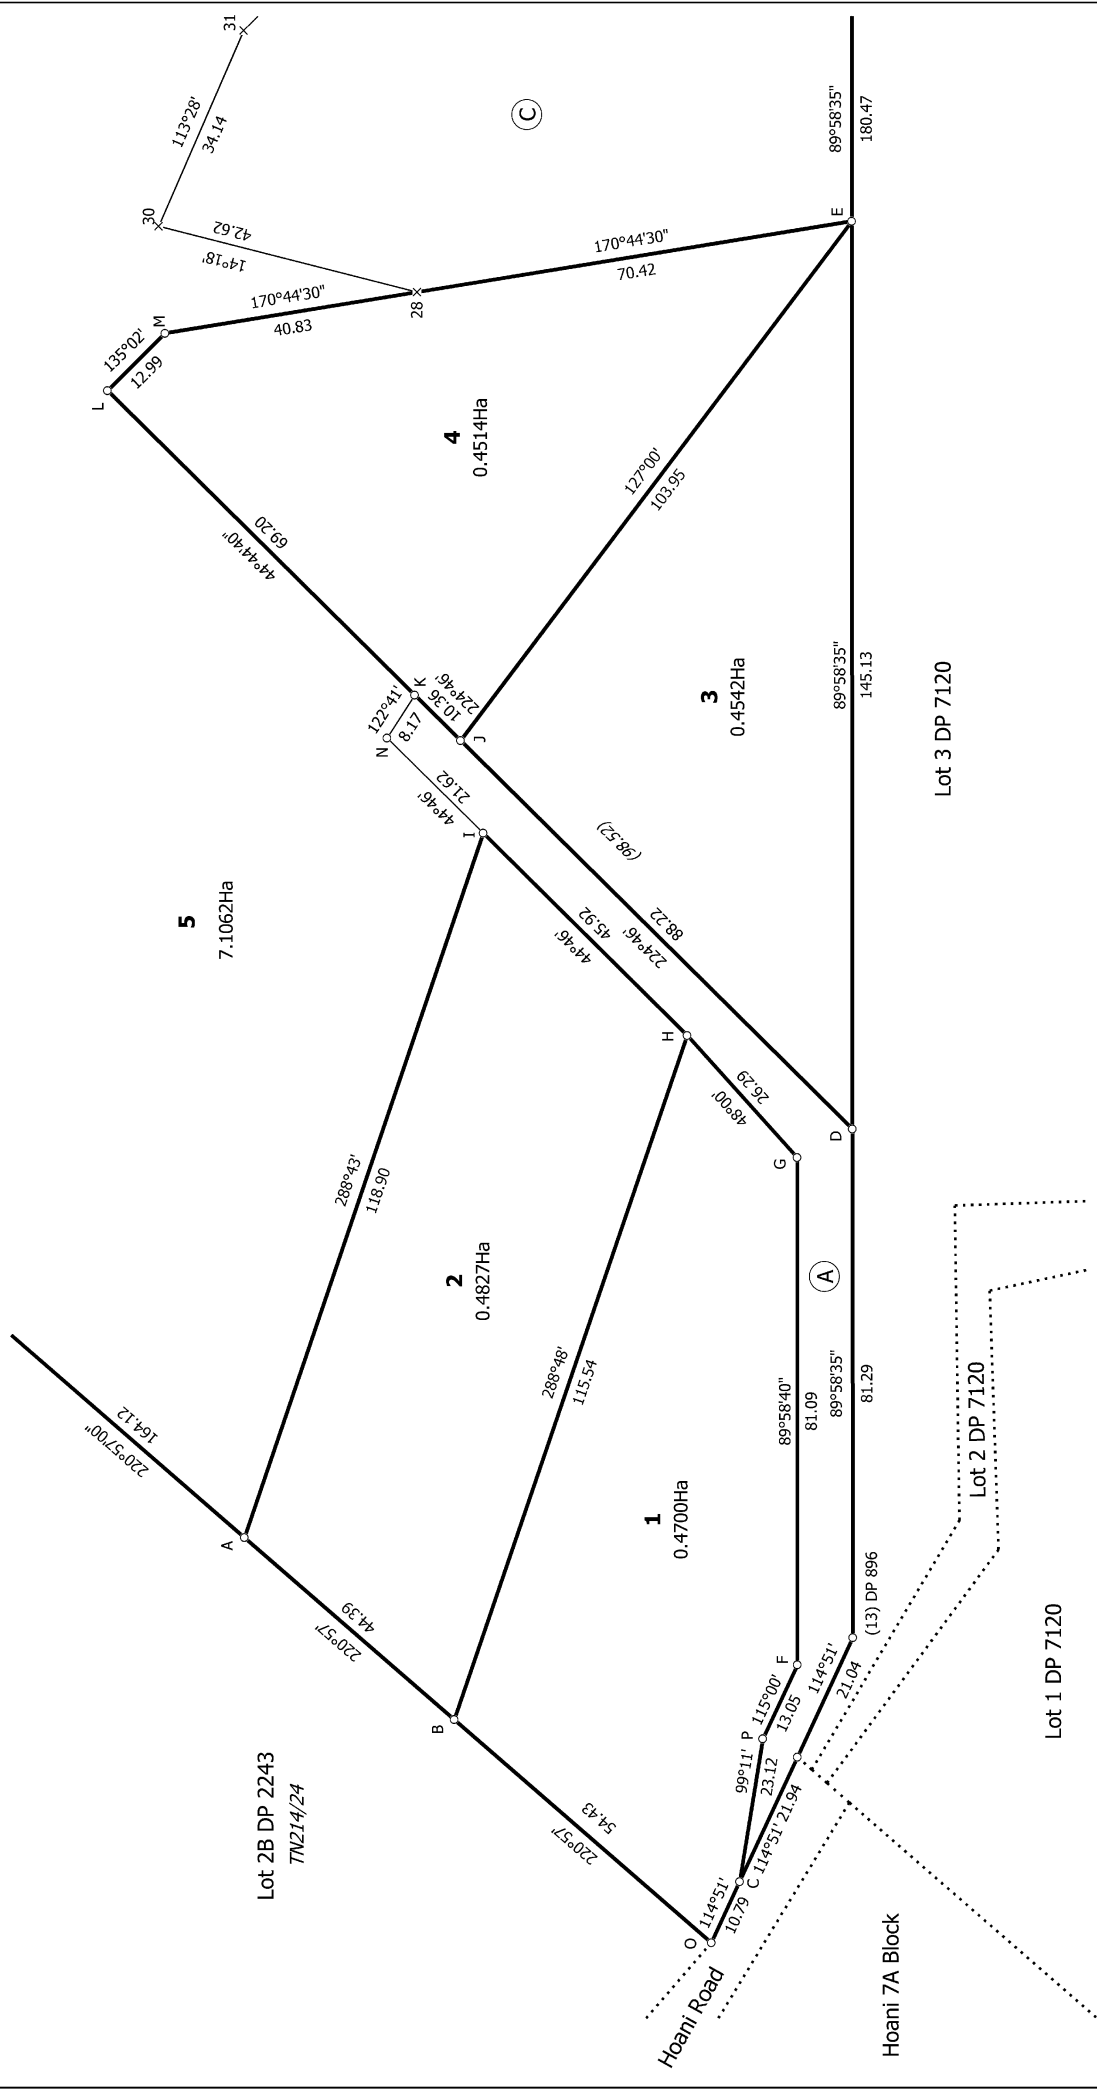 31
113°28'
34.14
30
42.62
14°18'
C
89°58'35"
180.47
E
170°44'30"
70.42
28
170°44'30"
40.83
M
135°02'
12.99
L
4
0.4514Ha
69.20
44°44'40"
127°00'
103.95
K
10.36
224°46'
J
122°41'
8.17
N
21.62
44°46'
I
3
0.4542Ha
89°58'35"
145.13
Lot 3 DP 7120
(98.52)
88.22
224°46'
5
7.1062Ha
45.92
44°46'
H
288°43'
118.90
26.29
48°00'
G
D
2
0.4827Ha
A
288°48'
115.54
89°58'40"
81.09
89°58'35"
81.29
164.12
220°57'00"
A
Lot 2 DP 7120
1
0.4700Ha
44.39
220°57'
(13) DP 896
F
115°00'
13.05
114°51'
21.04
P
B
99°11'
23.12
Lot 1 DP 7120
Lot 2B DP 2243
TN214/24
54.43
220°57'
114°51' 21.94
C
114°51'
10.79
O
Hoani Road
Hoani 7A Block